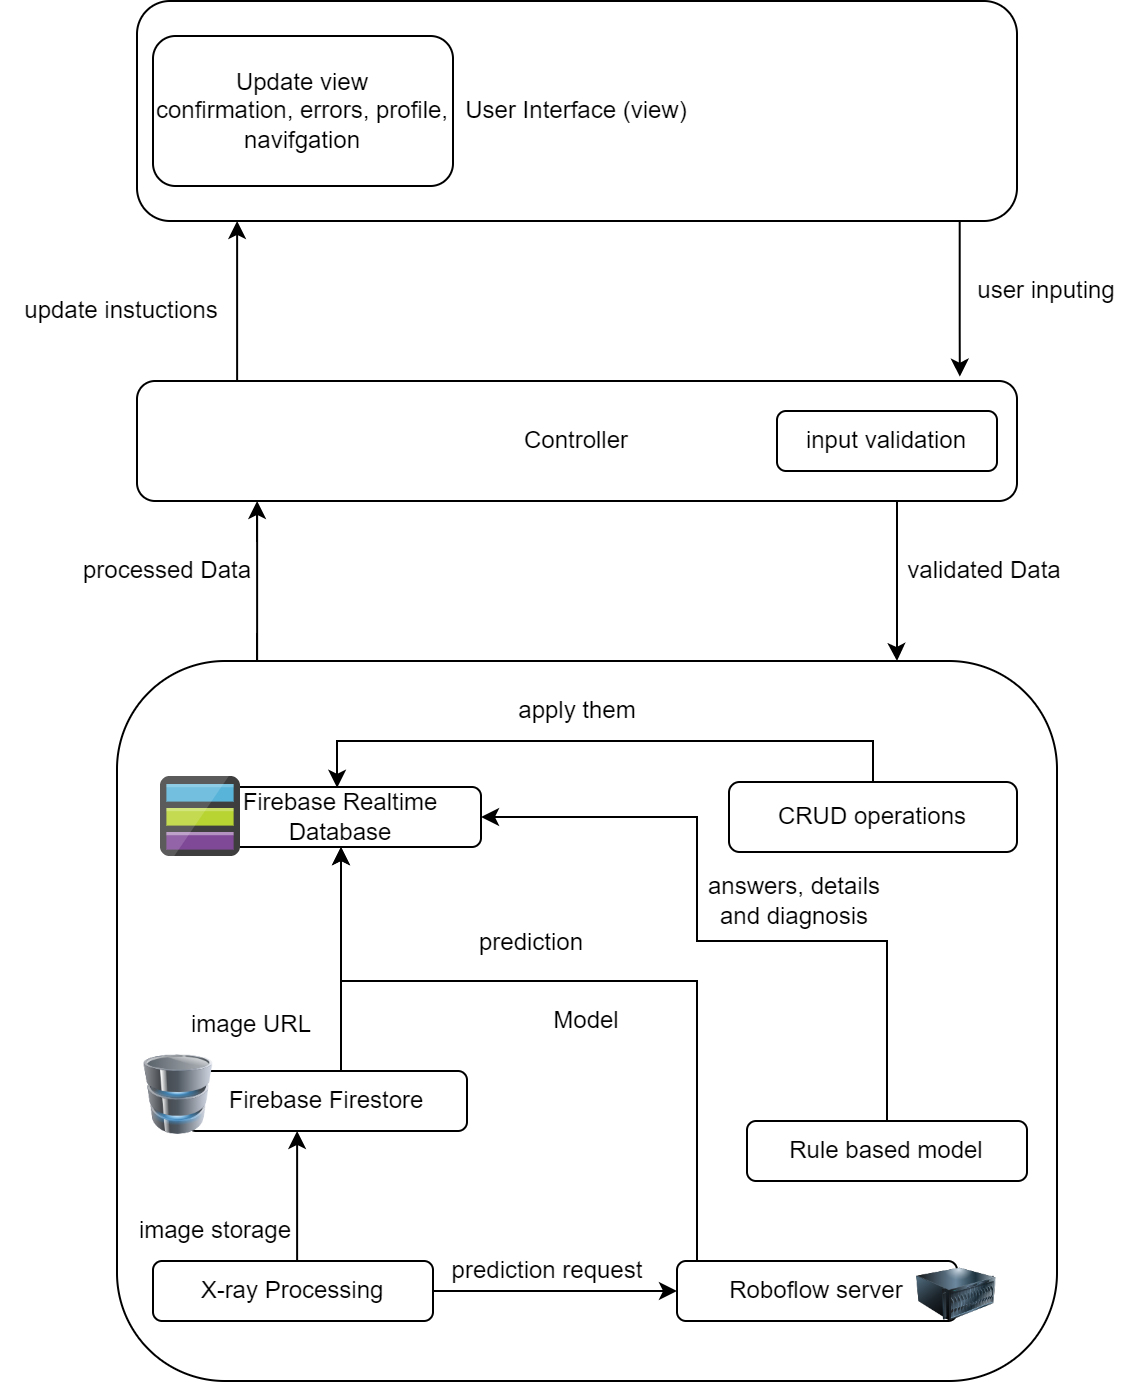 Update view
confirmation, errors, profile,
navifgation
User Interface (view)
update instuctions
user inputing
Controller
input validation
processed Data
validated Data
apply them
Firebase Realtime
Database
CRUD operations
answers, details
and diagnosis
prediction
image URL
Model
Firebase Firestore
Rule based model
image storage
X-ray Processing
prediction request
Roboflow server